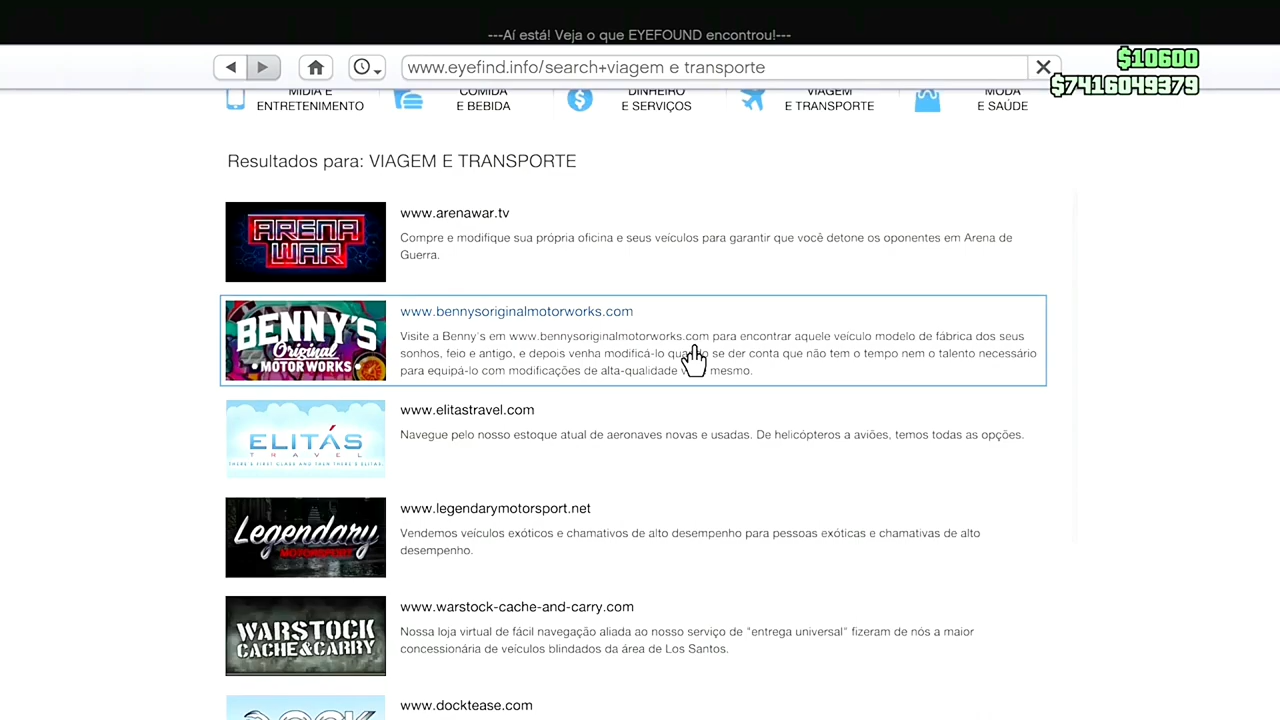 ---Aí está! Veja o que EYEFOUND encontrou!---
www.eyefind.info/search+viagem e transporte
$10600
$7416049379
MÍDIA E
ENTRETENIMENTO
COMIDA
E BEBIDA
DINHEIRO
E SERVIÇOS
VIAGEM
E TRANSPORTE
MODA
E SAÚDE
Resultados para: VIAGEM E TRANSPORTE
ARENA
WAR
www.arenawar.tv
Compre e modifique sua própria oficina e seus veículos para garantir que você detone os oponentes em Arena de
Guerra.
BENNY'S
Original
MOTOR WORKS
www.bennysoriginalmotorworks.com
Visite a Benny's em www.bennysoriginalmotorworks.com para encontrar aquele veículo modelo de fábrica dos seus
sonhos, feio e antigo, e depois venha modificá-lo se der conta que não tem o tempo nem o talento necessário
para equipá-lo com modificações de alta-qualidade mesmo.
ELITÁS
TRAVEL
THERE'S FIRST CLASS AND THEN THERE'S ELITAS.
www.elitastravel.com
Navegue pelo nosso estoque atual de aeronaves novas e usadas. De helicópteros a aviões, temos todas as opções.
Legendary
MOTORSPORT
www.legendarymotorsport.net
Vendemos veículos exóticos e chamativos de alto desempenho para pessoas exóticas e chamativas de alto
desempenho.
WARSTOCK
CACHE&CARRY
www.warstock-cache-and-carry.com
Nossa loja virtual de fácil navegação aliada ao nosso serviço de "entrega universal" fizeram de nós a maior
concessionária de veículos blindados da área de Los Santos.
www.docktease.com